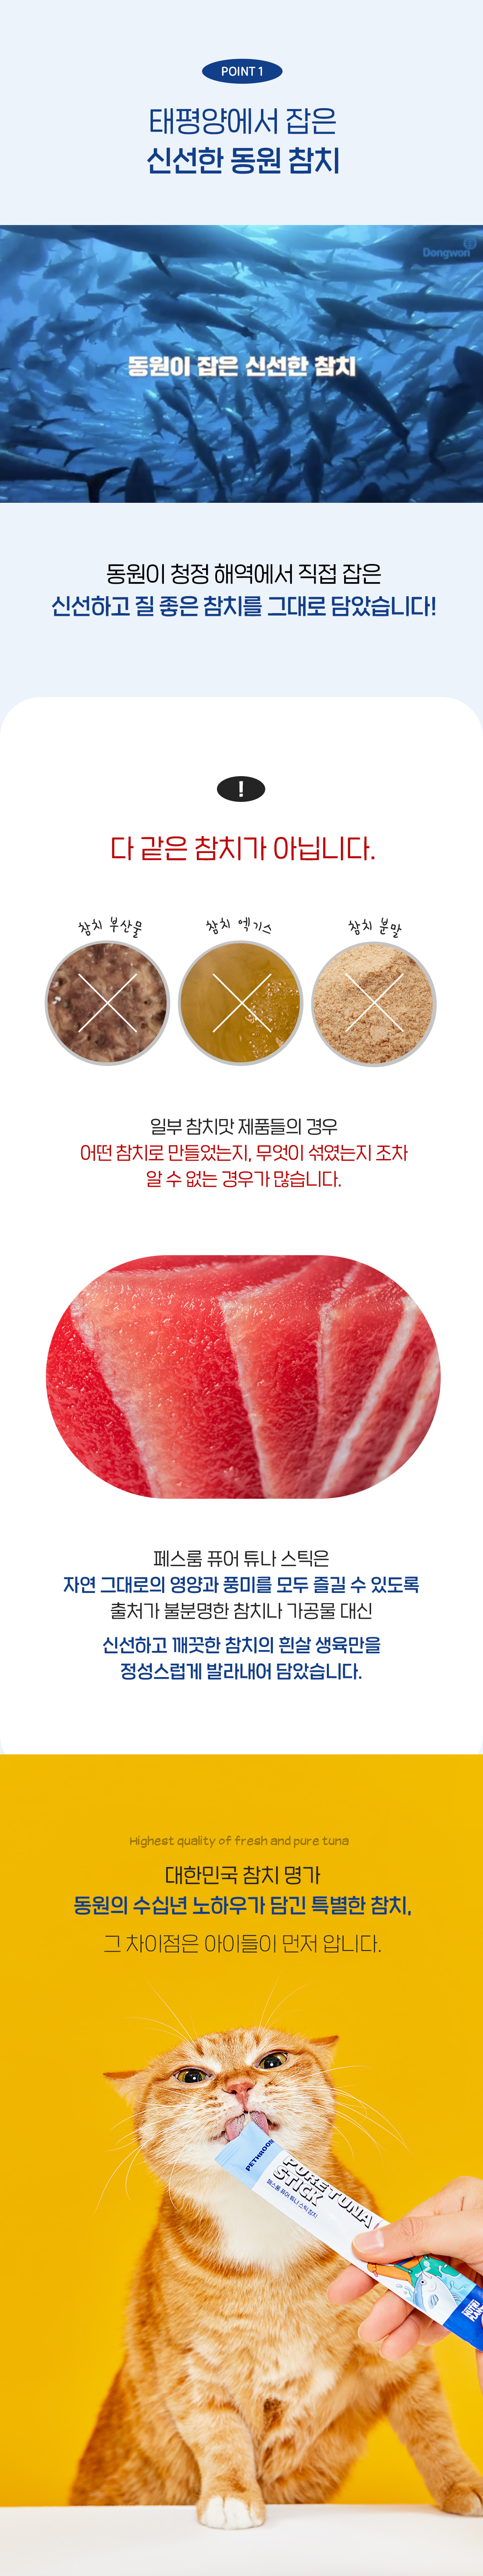 POINT 1
태평양에서 잡은
신선한 동원 참치
Dongwon
동원이 잡은 신선한 참치
동원이 청정 해역에서 직접 잡은
신선하고 질 좋은 참치를 그대로 담았습니다!
!
다 같은 참치가 아닙니다.
참치 부산물
참치 엑기스
참치 분말
일부 참치맛 제품들의 경우
어떤 참치로 만들었는지, 무엇이 섞였는지 조차
알 수 없는 경우가 많습니다.
페스룸 퓨어 튜나 스틱은
자연 그대로의 영양과 풍미를 모두 즐길 수 있도록
출처가 불분명한 참치나 가공물 대신
신선하고 깨끗한 참치의 흰살 생육만을
정성스럽게 발라내어 담았습니다.
Highest quality of fresh and pure tuna
대한민국 참치 명가
동원의 수십년 노하우가 담긴 특별한 참치,
그 차이점은 아이들이 먼저 압니다.
PETHROOM
PURE TUNA
STICK
페스룸 퓨어 튜나 스틱 참치